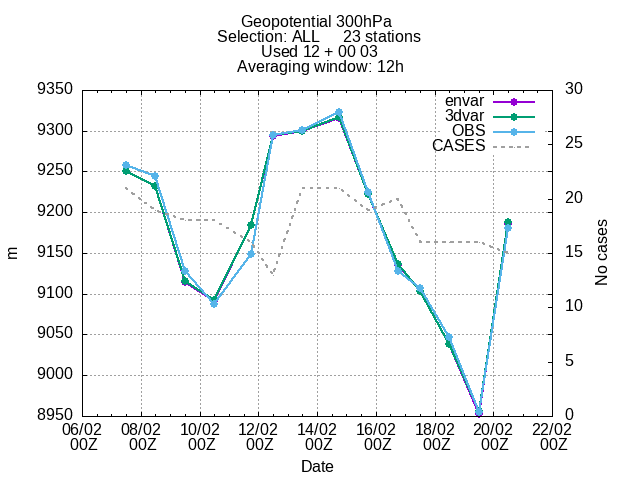 Geopotential 300hPa
Selection: ALL 23 stations
Used 12 + 00 03
Averaging window: 12h
envar
3dvar
OBS
CASES
9350
9300
9250
9200
9150
9100
9050
9000
8950
m
30
25
20
15
10
5
0
No cases
06/02 08/02 10/02 12/02 14/02 16/02 18/02 20/02 22/02
00Z 00Z 00Z 00Z 00Z 00Z 00Z 00Z 00Z
Date